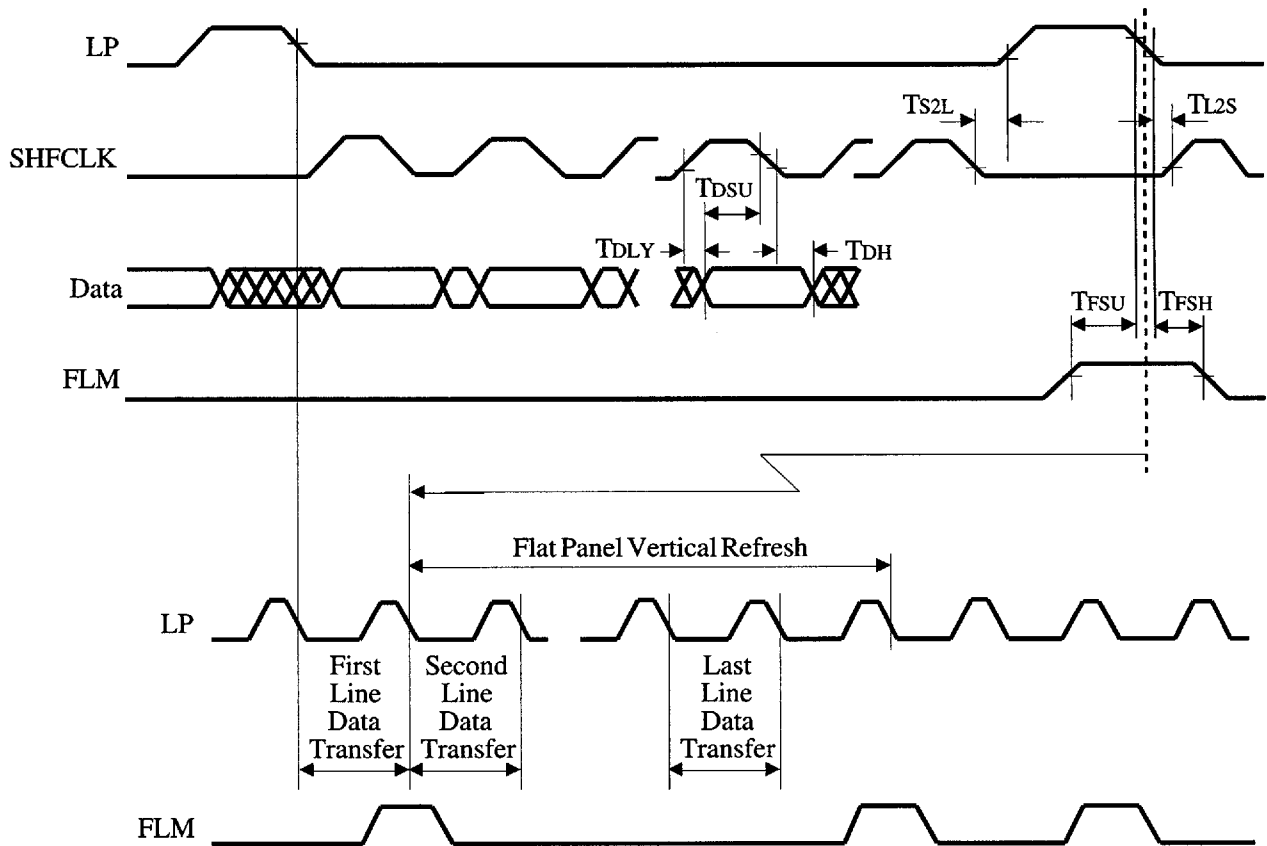 LP
TS2L
TL2S
SHFCLK
TDSU
TDLY
TDH
Data
TFSU
TFSH
FLM
Flat Panel Vertical Refresh
LP
First
Line
Data
Transfer
Second
Line
Data
Transfer
Last
Line
Data
Transfer
FLM